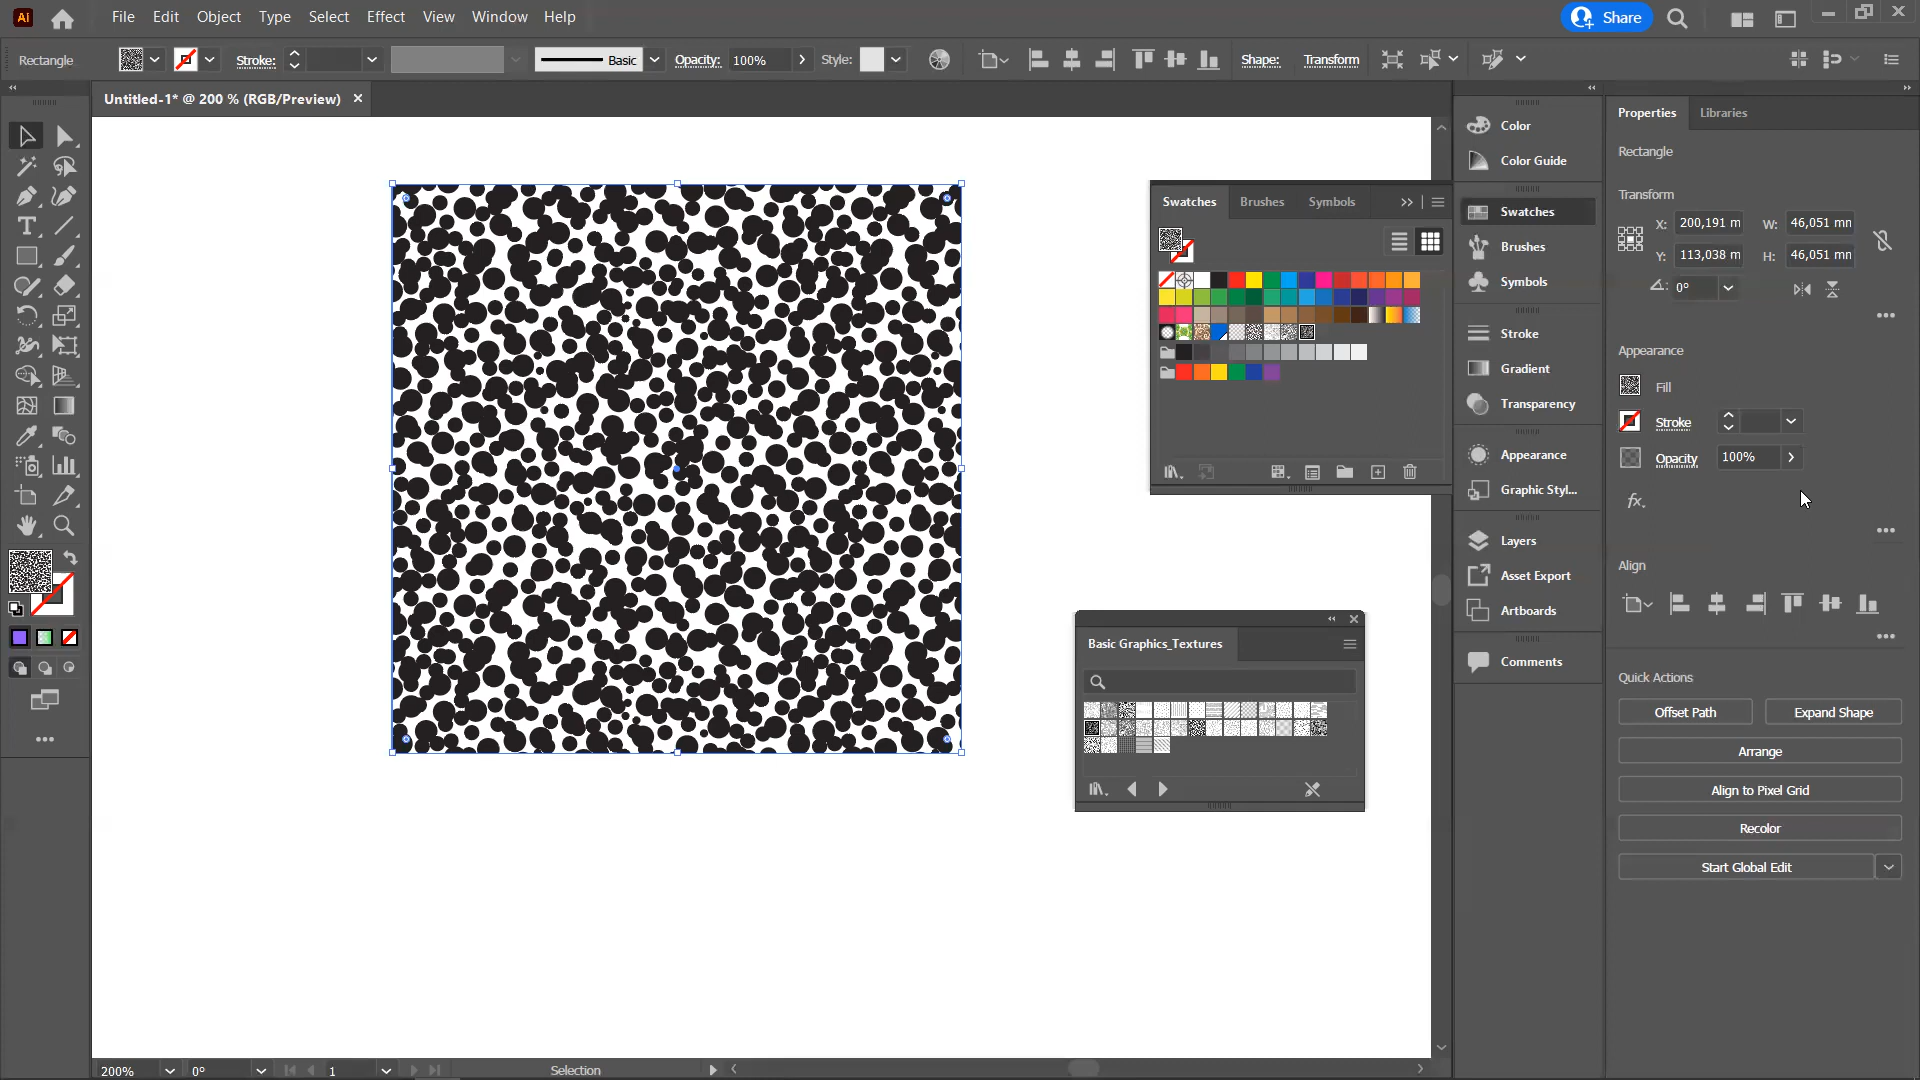 Ai File Edit Object Type Select Effect View Window Help Share
Rectangle Stroke: Basic Opacity: 100% Style: Shape: Transform
Untitled-1* @ 200 % (RGB/Preview)
Swatches Brushes Symbols
Basic Graphics_Textures
Color
Color Guide
Swatches
Brushes
Symbols
Stroke
Gradient
Transparency
Appearance
Graphic Styl...
Layers
Asset Export
Artboards
Comments
Properties Libraries
Rectangle
Transform
X: 200,191 m W: 46,051 mn
Y: 113,038 m H: 46,051 mn
0°
Appearance
Fill
Stroke
Opacity 100%
fx.
Align
Quick Actions
Offset Path Expand Shape
Arrange
Align to Pixel Grid
Recolor
Start Global Edit
200% 0° 1 Selection